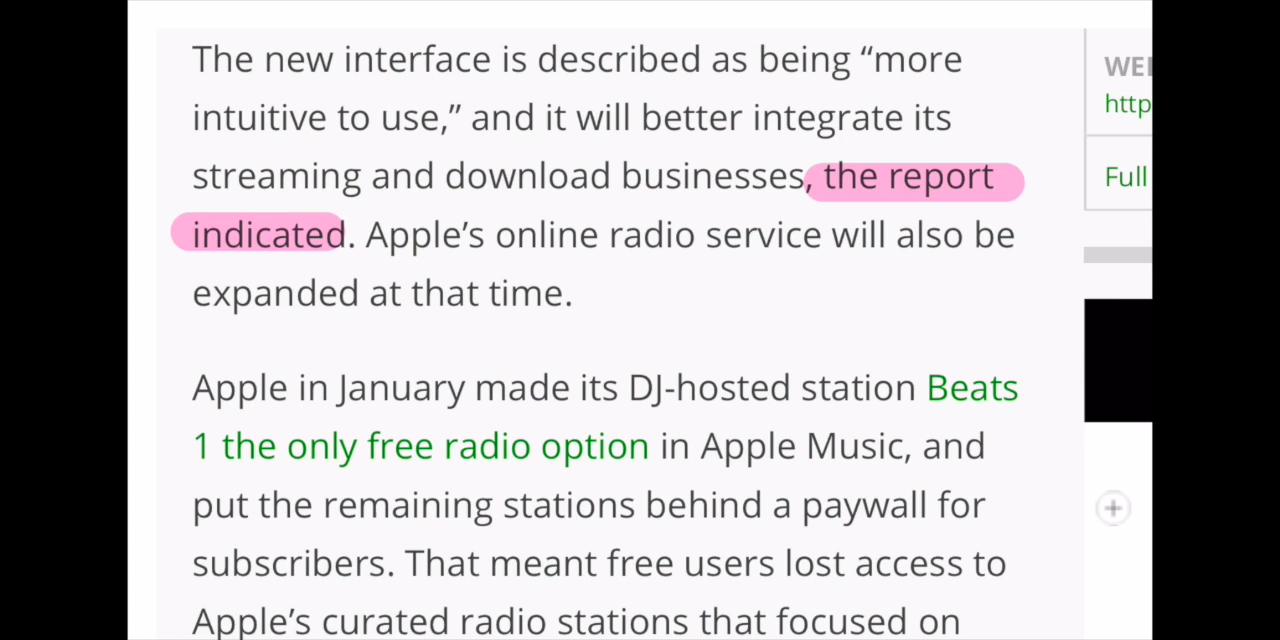 The new interface is described as being “more
intuitive to use,” and it will better integrate its
streaming and download businesses, the report
indicated. Apple’s online radio service will also be
expanded at that time.
Apple in January made its DJ-hosted station Beats
1 the only free radio option in Apple Music, and
put the remaining stations behind a paywall for
subscribers. That meant free users lost access to
Apple’s curated radio stations that focused on
http
Full